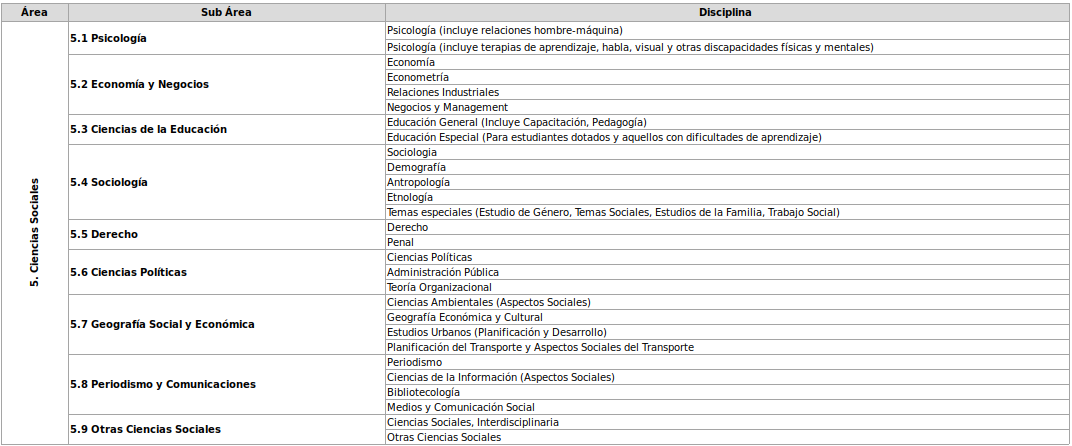 Área Sub Área Disciplina
5. Ciencias Sociales
5.1 Psicología
Psicología (incluye relaciones hombre-máquina)
Psicología (incluye terapias de aprendizaje, habla, visual y otras discapacidades físicas y mentales)
5.2 Economía y Negocios
Economía
Econometría
Relaciones Industriales
Negocios y Management
5.3 Ciencias de la Educación
Educación General (Incluye Capacitación, Pedagogía)
Educación Especial (Para estudiantes dotados y aquellos con dificultades de aprendizaje)
5.4 Sociología
Sociologia
Demografía
Antropología
Etnología
Temas especiales (Estudio de Género, Temas Sociales, Estudios de la Familia, Trabajo Social)
5.5 Derecho
Derecho
Penal
5.6 Ciencias Políticas
Ciencias Políticas
Administración Pública
Teoría Organizacional
5.7 Geografía Social y Económica
Ciencias Ambientales (Aspectos Sociales)
Geografía Económica y Cultural
Estudios Urbanos (Planificación y Desarrollo)
Planificación del Transporte y Aspectos Sociales del Transporte
5.8 Periodismo y Comunicaciones
Periodismo
Ciencias de la Información (Aspectos Sociales)
Bibliotecología
Medios y Comunicación Social
5.9 Otras Ciencias Sociales
Ciencias Sociales, Interdisciplinaria
Otras Ciencias Sociales